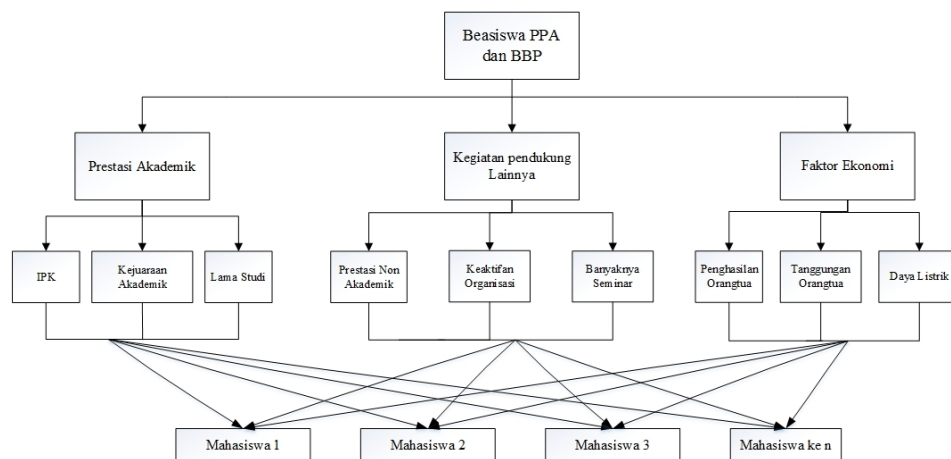 Beasiswa PPA
dan BBP
Prestasi Akademik
Kegiatan pendukung
Lainnya
Faktor Ekonomi
IPK
Kejuaraan
Akademik
Lama Studi
Prestasi Non
Akademik
Keaktifan
Organisasi
Banyaknya
Seminar
Penghasilan
Orangtua
Tanggungan
Orangtua
Daya Listrik
Mahasiswa 1
Mahasiswa 2
Mahasiswa 3
Mahasiswa ke n